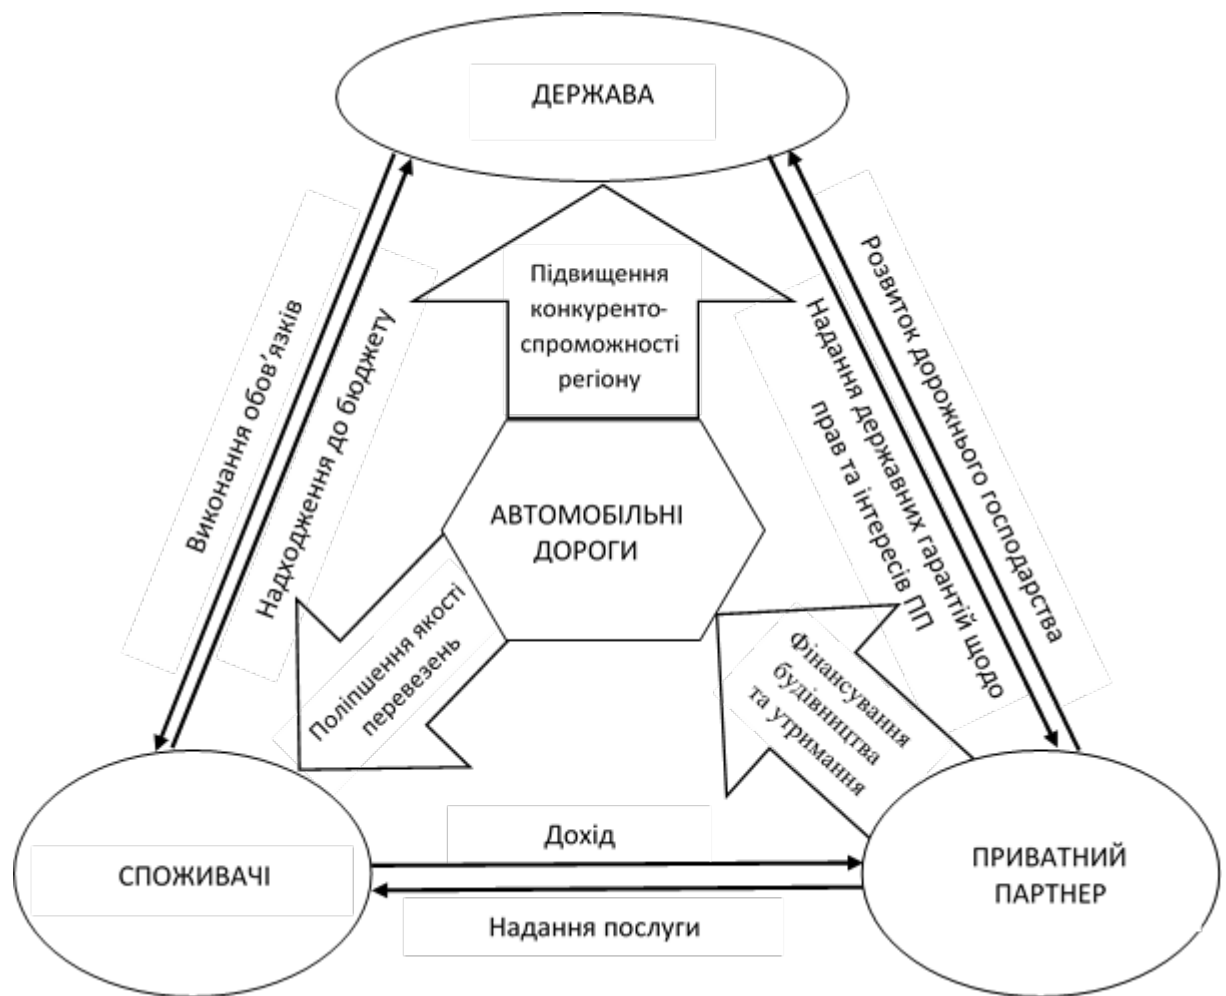 ДЕРЖАВА
Виконання обов’язків
Надходження до бюджету
Підвищення
конкуренто-
спроможності
регіону
Надання державних гарантій щодо
прав та інтересів ПП
Розвиток дорожнього господарства
АВТОМОБІЛЬНІ
ДОРОГИ
Поліпшення якості
перевезень
Фінансування
будівництва
та утримання
Дохід
СПОЖИВАЧІ
ПРИВАТНИЙ
ПАРТНЕР
Надання послуги